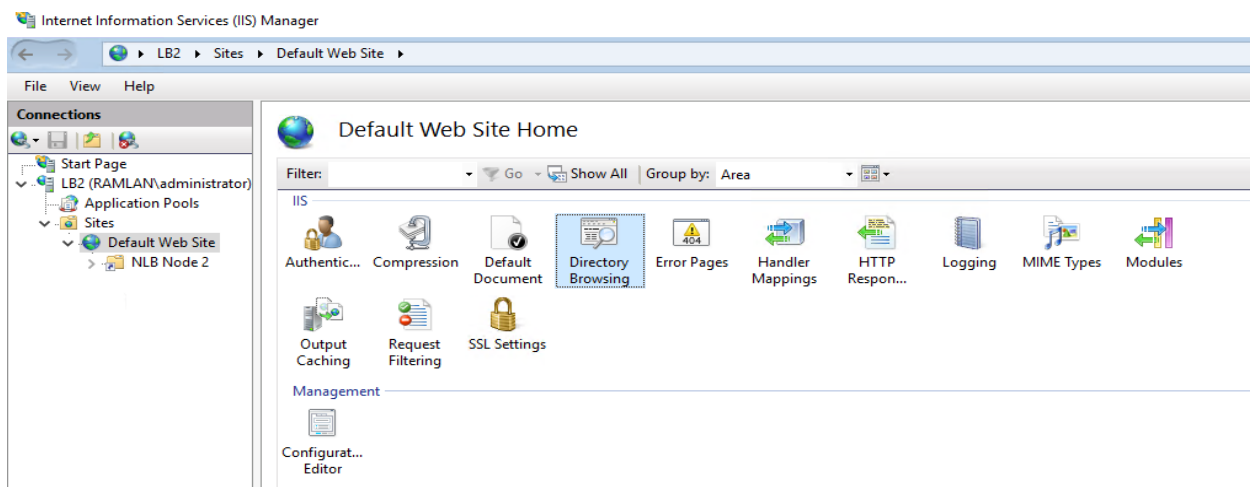 Internet Information Services (IIS) Manager
LB2 Sites Default Web Site
File View Help
Connections
Start Page
LB2 (RAMLAN\administrator)
Application Pools
Sites
Default Web Site
NLB Node 2
Default Web Site Home
Filter: Go Show All Group by: Area
IIS
Authentic... Compression Default Directory Error Pages Handler HTTP Logging MIME Types Modules
Document Browsing Mappings Respon...
404
Output Request SSL Settings
Caching Filtering
Management
Configurat...
Editor